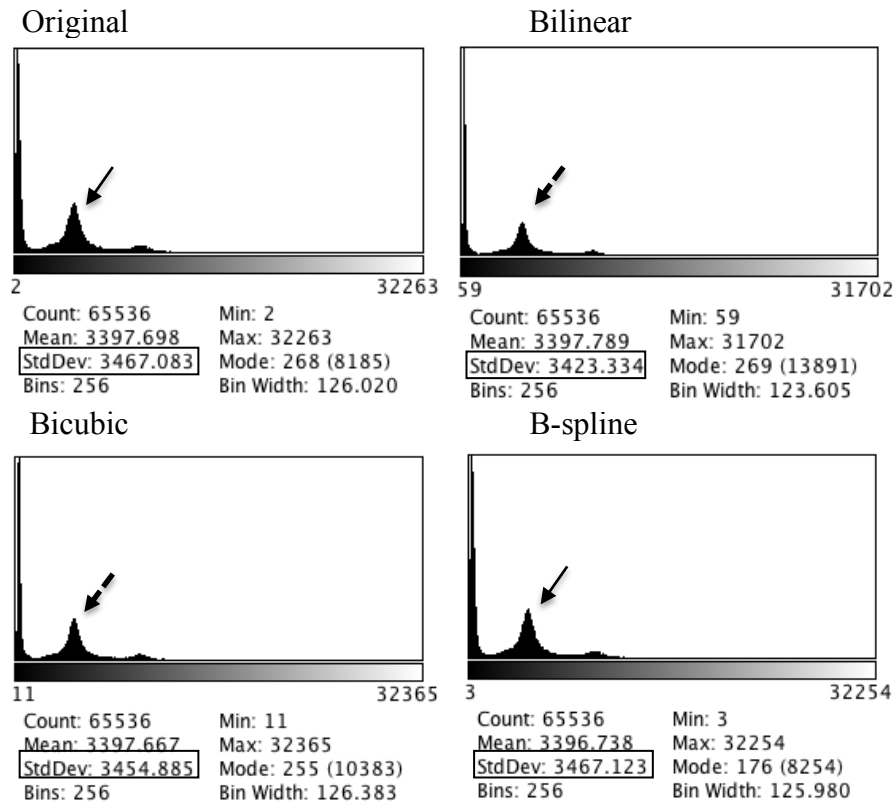 Original
2 32263
Count: 65536 Min: 2
Mean: 3397.698 Max: 32263
StdDev: 3467.083 Mode: 268 (8185)
Bins: 256 Bin Width: 126.020
Bilinear
59 31702
Count: 65536 Min: 59
Mean: 3397.789 Max: 31702
StdDev: 3423.334 Mode: 269 (13891)
Bins: 256 Bin Width: 123.605
Bicubic
11 32365
Count: 65536 Min: 11
Mean: 3397.667 Max: 32365
StdDev: 3454.885 Mode: 255 (10383)
Bins: 256 Bin Width: 126.383
B-spline
3 32254
Count: 65536 Min: 3
Mean: 3396.738 Max: 32254
StdDev: 3467.123 Mode: 176 (8254)
Bins: 256 Bin Width: 125.980